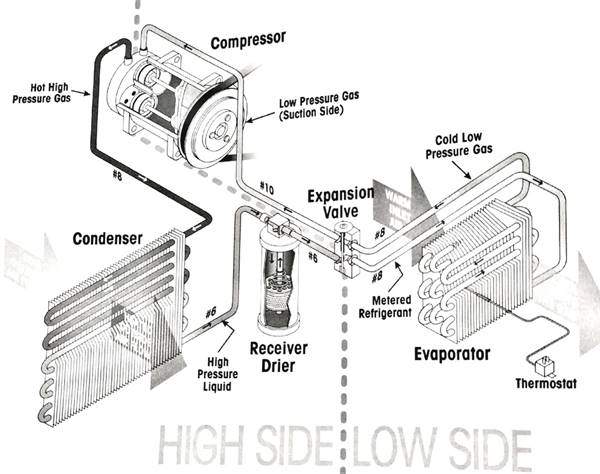 Compressor
Hot High
Pressure Gas
Low Pressure Gas
(Suction Side)
Cold Low
Pressure Gas
#8
#10
Expansion
Valve
Condenser
#8
#6
#8
#6
Metered
Refrigerant
High
Pressure
Liquid
Receiver
Drier
Evaporator
Thermostat
HIGH SIDE
LOW SIDE